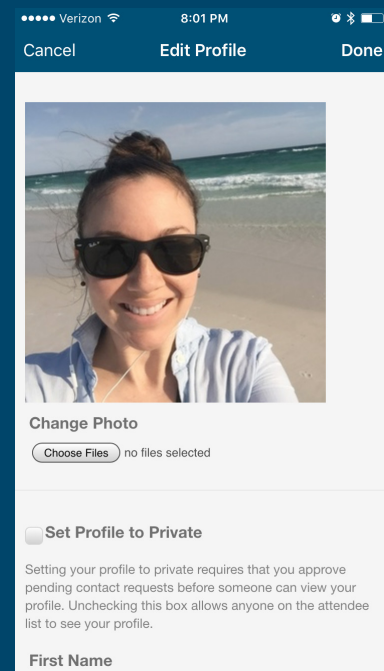 Verizon 8:01 PM
Cancel Edit Profile Done
Change Photo
Choose Files no files selected
Set Profile to Private
Setting your profile to private requires that you approve
pending contact requests before someone can view your
profile. Unchecking this box allows anyone on the attendee
list to see your profile.
First Name